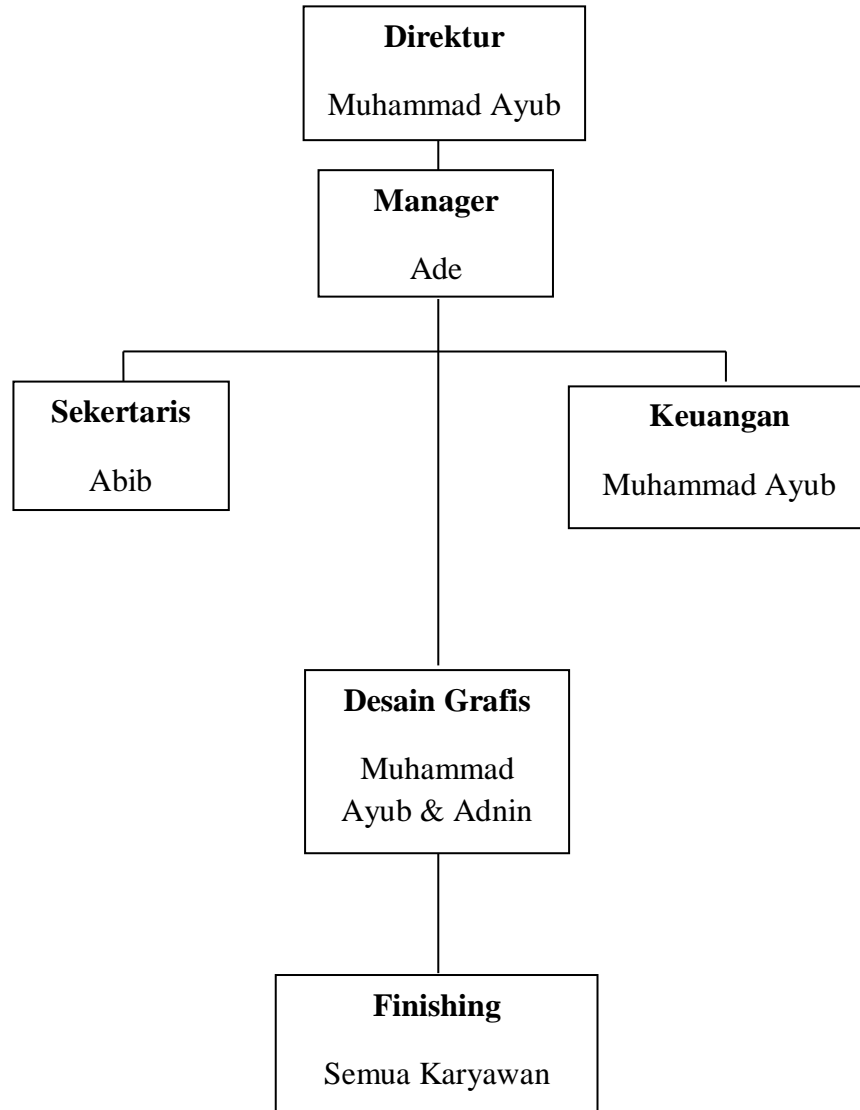 Direktur
Muhammad Ayub
Manager
Ade
Sekertaris
Abib
Keuangan
Muhammad Ayub
Desain Grafis
Muhammad
Ayub & Adnin
Finishing
Semua Karyawan